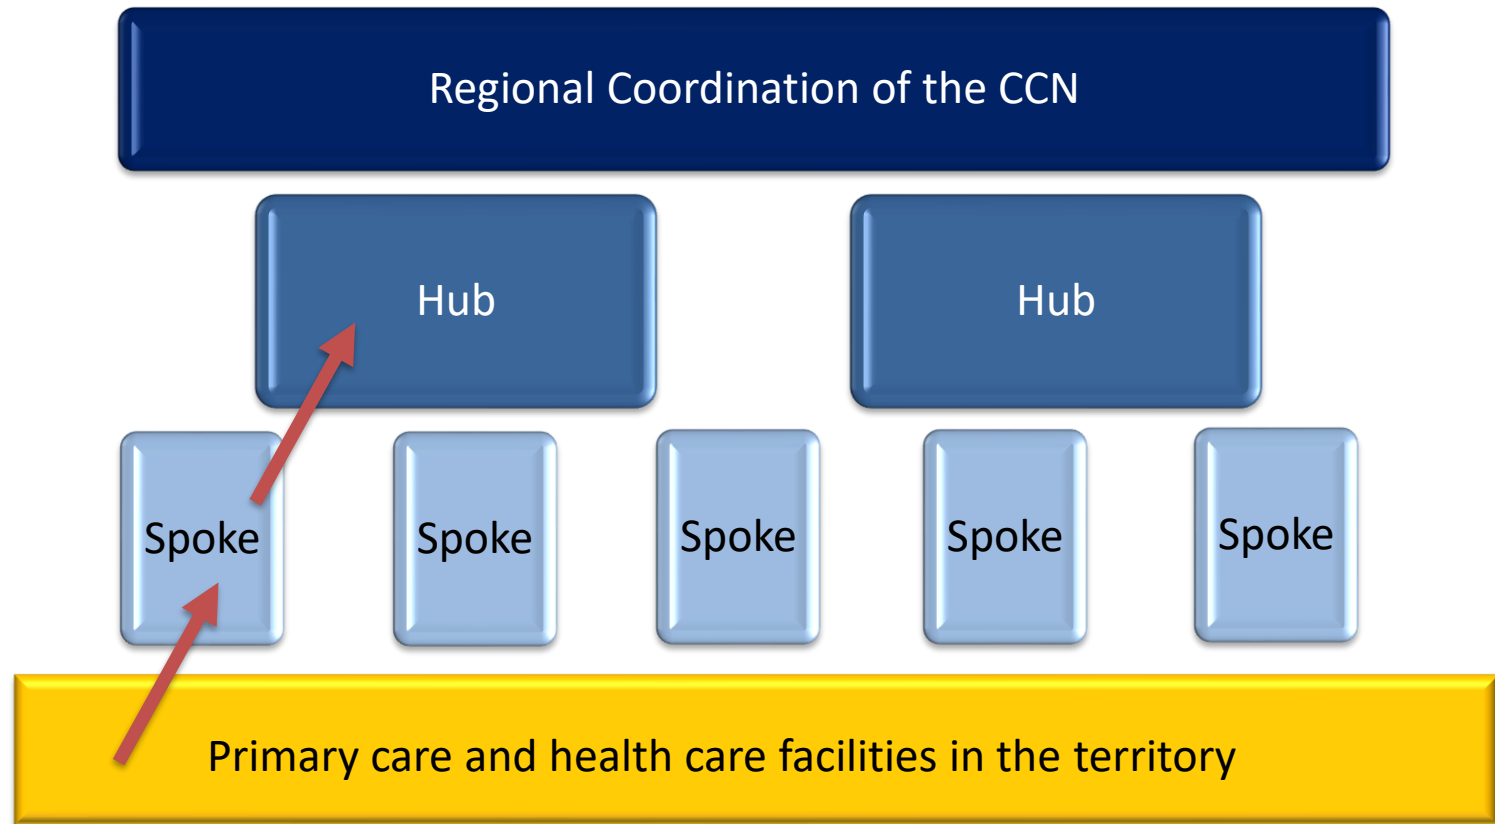 Regional Coordination of the CCN
Hub
Hub
Spoke
Spoke
Spoke
Spoke
Spoke
Primary care and health care facilities in the territory